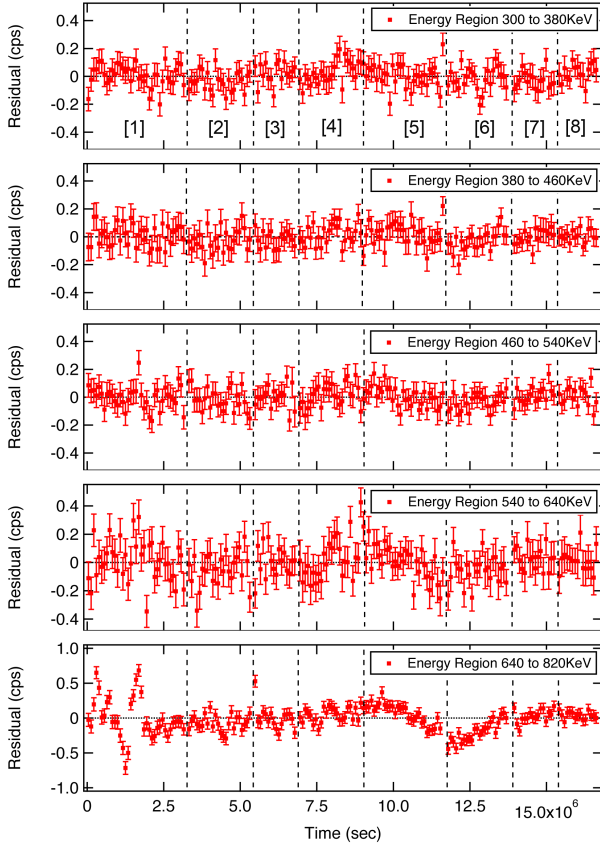 Energy Region 300 to 380KeV
0.4
0.2
0
-0.2
-0.4
Residual (cps)
[1] [2] [3] [4] [5] [6] [7] [8]
Energy Region 380 to 460KeV
0.4
0.2
0
-0.2
-0.4
Residual (cps)
Energy Region 460 to 540KeV
0.4
0.2
0
-0.2
-0.4
Residual (cps)
Energy Region 540 to 640KeV
0.4
0.2
0
-0.2
-0.4
Residual (cps)
Energy Region 640 to 820KeV
1.0
0.5
0.0
-0.5
-1.0
Residual (cps)
0 2.5 5.0 7.5 10.0 12.5 15.0x10⁶
Time (sec)